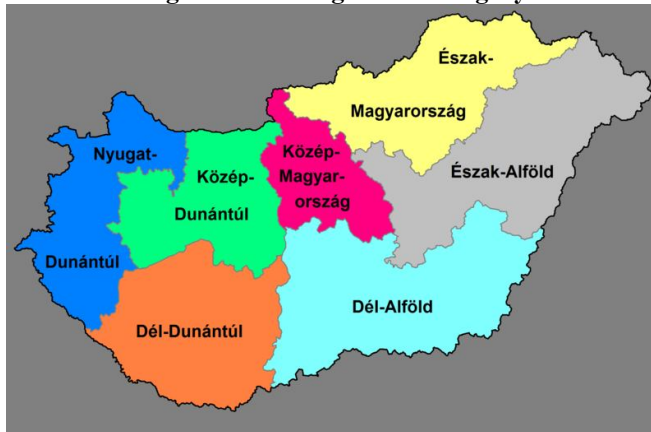 Észak-
Magyarország
Nyugat-
Dunántúl
Közép-
Dunántúl
Közép-
Magyar-
ország
Észak-Alföld
Dél-Alföld
Dél-Dunántúl